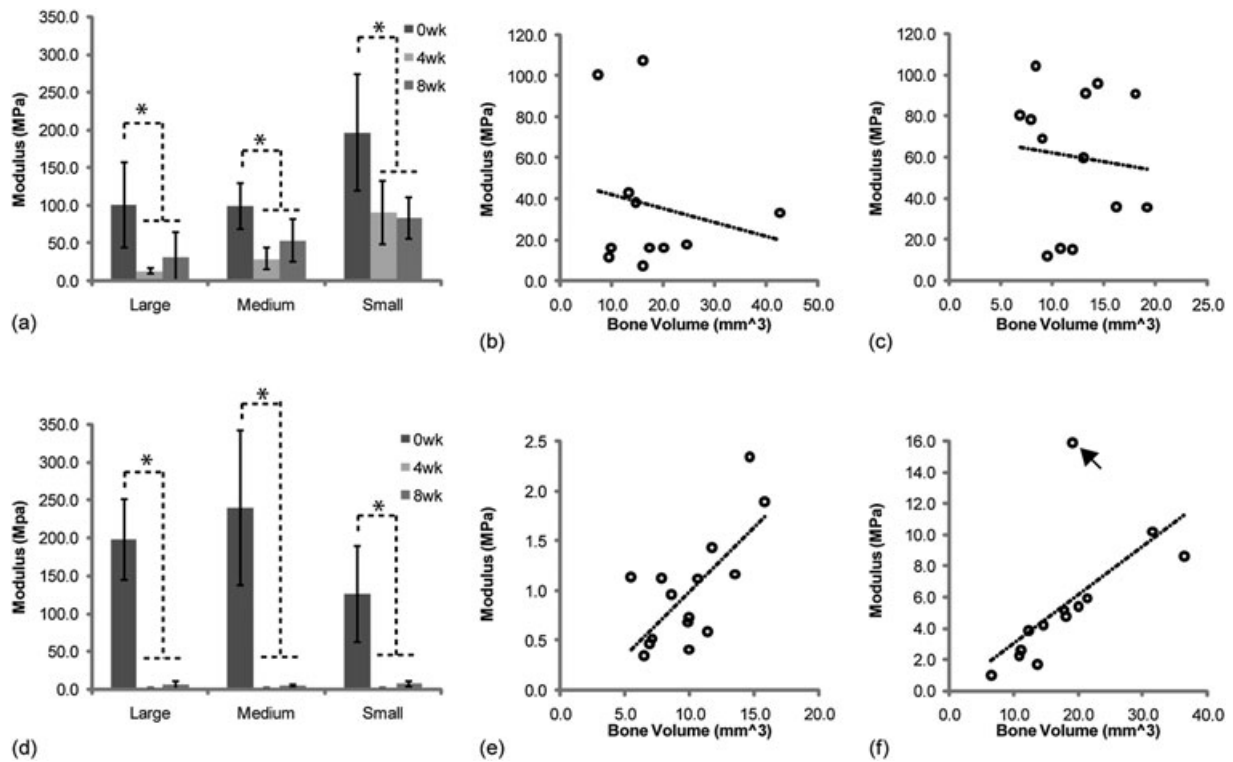 350.0
300.0
250.0
200.0
150.0
100.0
50.0
0.0
Modulus (MPa)
*
*
*
0wk
4wk
8wk
Large Medium Small
(a)
120.0
100.0
80.0
60.0
40.0
20.0
0.0
Modulus (MPa)
0.0 10.0 20.0 30.0 40.0 50.0
Bone Volume (mm^3)
(b)
120.0
100.0
80.0
60.0
40.0
20.0
0.0
Modulus (MPa)
0.0 5.0 10.0 15.0 20.0 25.0
Bone Volume (mm^3)
(c)
350.0
300.0
250.0
200.0
150.0
100.0
50.0
0.0
Modulus (Mpa)
*
*
*
0wk
4wk
8wk
Large Medium Small
(d)
2.5
2.0
1.5
1.0
0.5
0.0
Modulus (MPa)
0.0 5.0 10.0 15.0 20.0
Bone Volume (mm^3)
(e)
16.0
14.0
12.0
10.0
8.0
6.0
4.0
2.0
0.0
Modulus (MPa)
0.0 10.0 20.0 30.0 40.0
Bone Volume (mm^3)
(f)